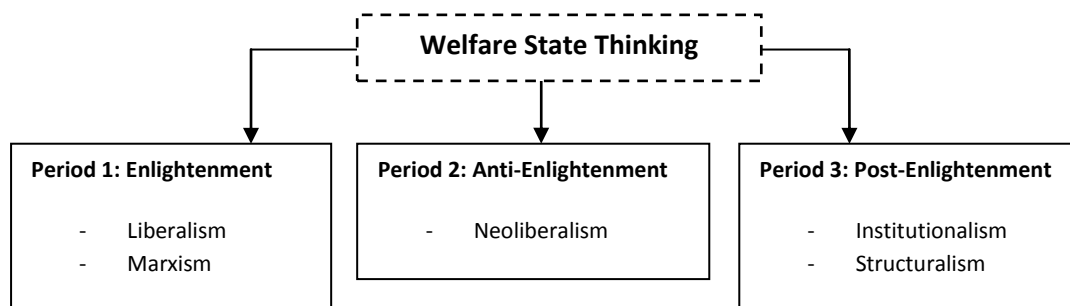 Welfare State Thinking
Period 1: Enlightenment
- Liberalism
- Marxism
Period 2: Anti-Enlightenment
- Neoliberalism
Period 3: Post-Enlightenment
- Institutionalism
- Structuralism